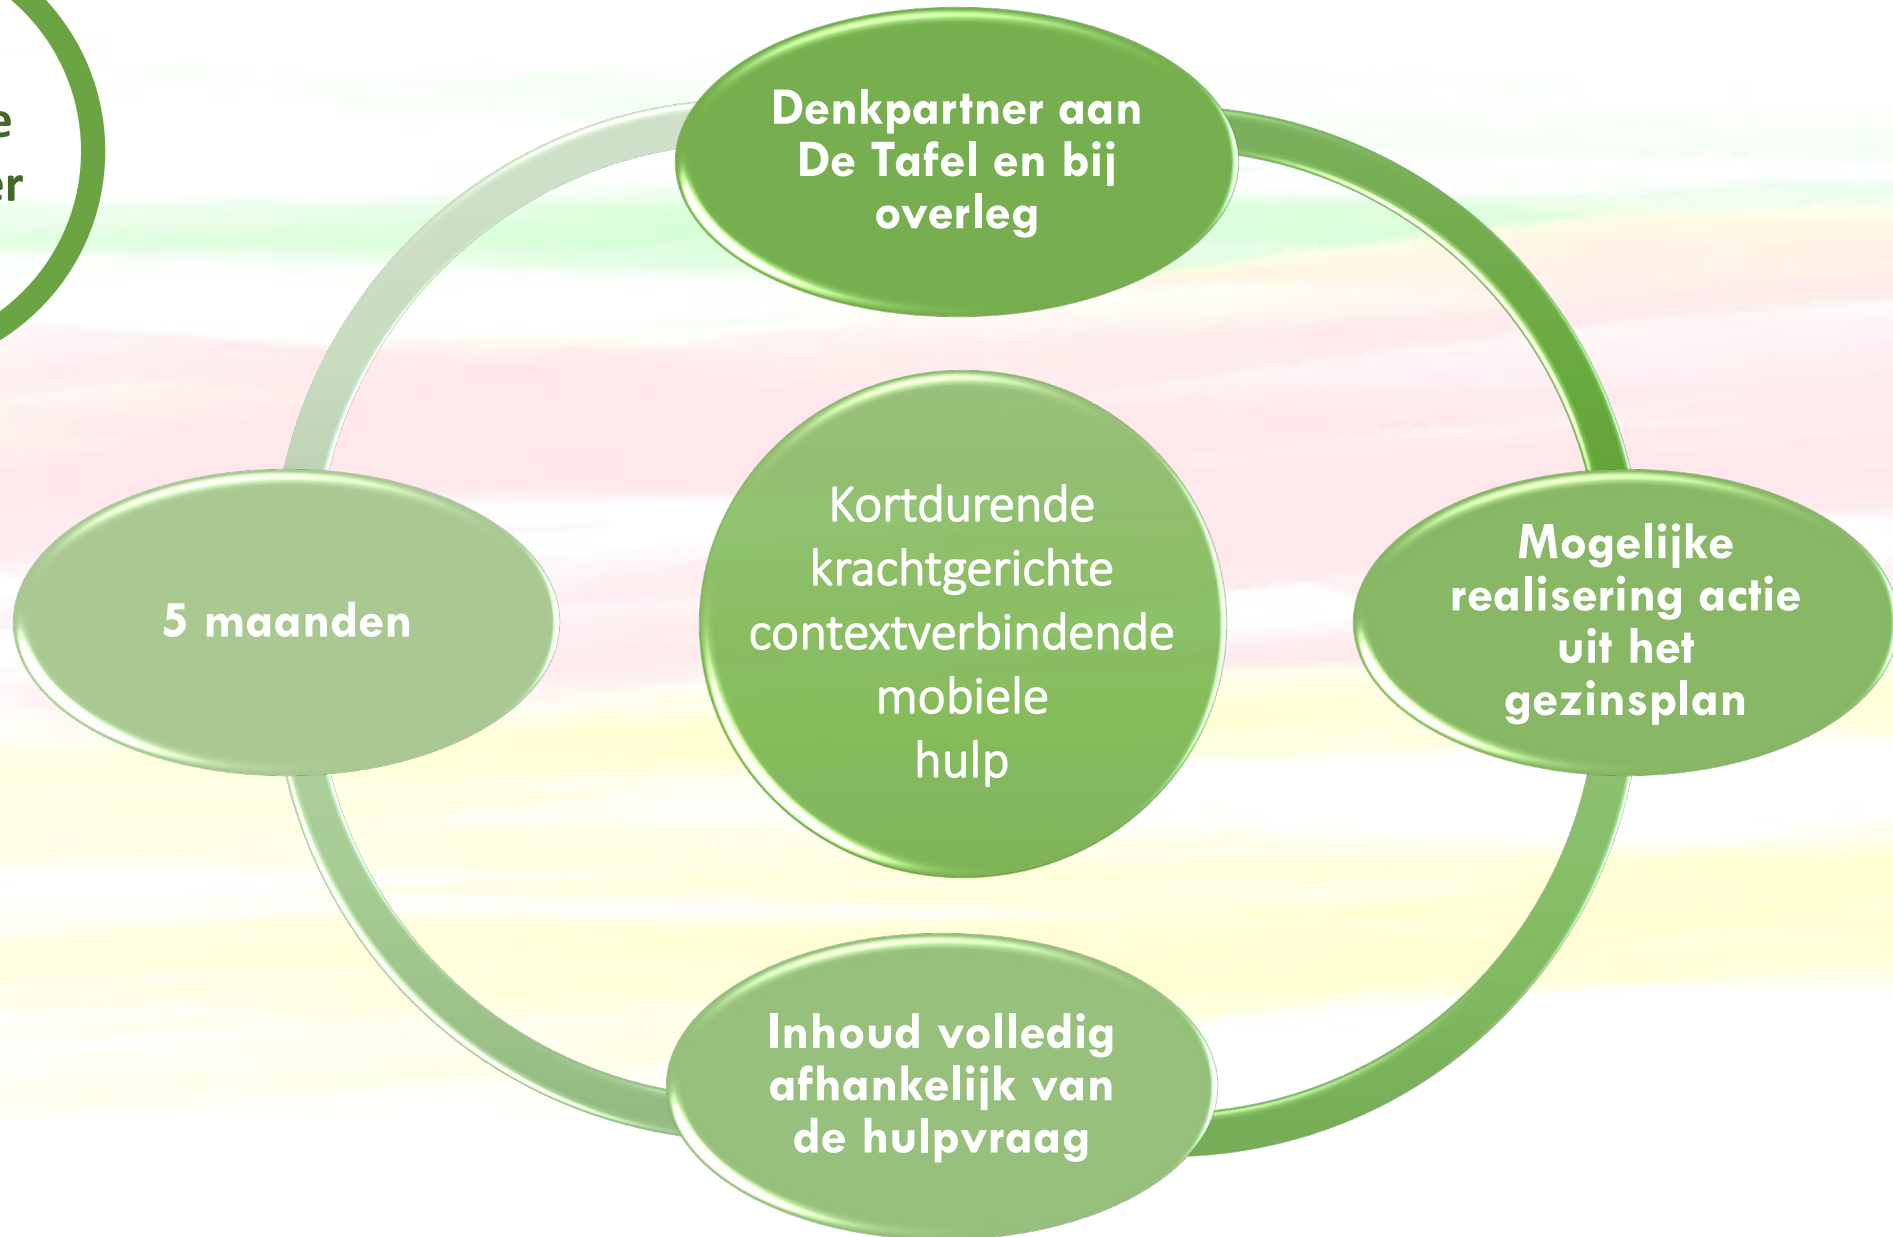 Denkpartner aan
De Tafel en bij
overleg
Kortdurende
krachtgerichte
contextverbindende
mobiele
hulp
Mogelijke
realisering actie
uit het
gezinsplan
5 maanden
Inhoud volledig
afhankelijk van
de hulpvraag